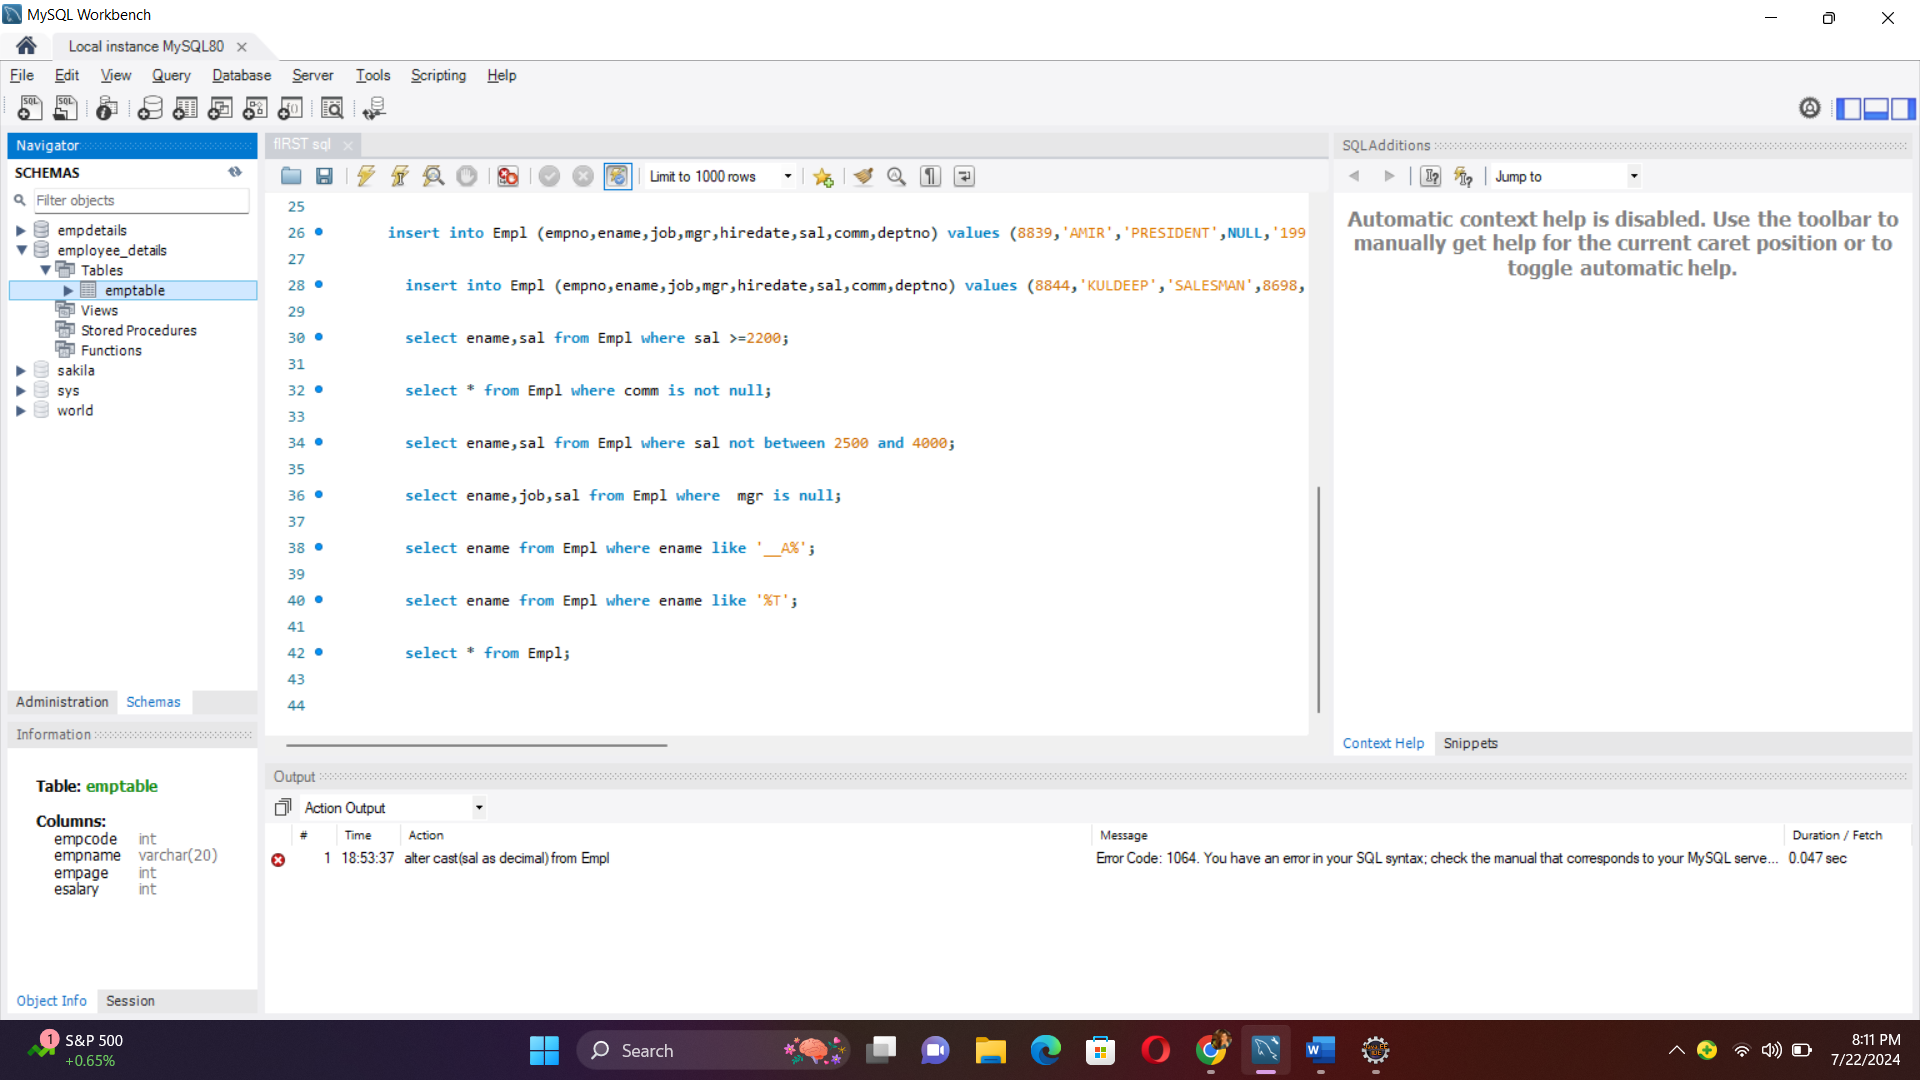 MySQL Workbench
Local instance MySQL80
File Edit View Query Database Server Tools Scripting Help
Navigator
SCHEMAS
Filter objects
empdetails
employee_details
Tables
emptable
Views
Stored Procedures
Functions
sakila
sys
world
Administration Schemas
Information
Table: emptable
Columns:
empcode int
empname varchar(20)
empage int
esalary int
Object Info Session
fIRST sql
Limit to 1000 rows
25
26 insert into Empl (empno,ename,job,mgr,hiredate,sal,comm,deptno) values (8839,'AMIR','PRESIDENT',NULL,'199
27
28 insert into Empl (empno,ename,job,mgr,hiredate,sal,comm,deptno) values (8844,'KULDEEP','SALESMAN',8698,
29
30 select ename,sal from Empl where sal >=2200;
31
32 select * from Empl where comm is not null;
33
34 select ename,sal from Empl where sal not between 2500 and 4000;
35
36 select ename,job,sal from Empl where  mgr is null;
37
38 select ename from Empl where ename like '__A%';
39
40 select ename from Empl where ename like '%T';
41
42 select * from Empl;
43
44
SQLAdditions
Jump to
Automatic context help is disabled. Use the toolbar to
manually get help for the current caret position or to
toggle automatic help.
Context Help Snippets
Output
Action Output
# Time Action Message Duration / Fetch
1 18:53:37 alter cast(sal as decimal) from Empl Error Code: 1064. You have an error in your SQL syntax; check the manual that corresponds to your MySQL serve... 0.047 sec
1
S&P 500
+0.65%
Search
8:11 PM
7/22/2024